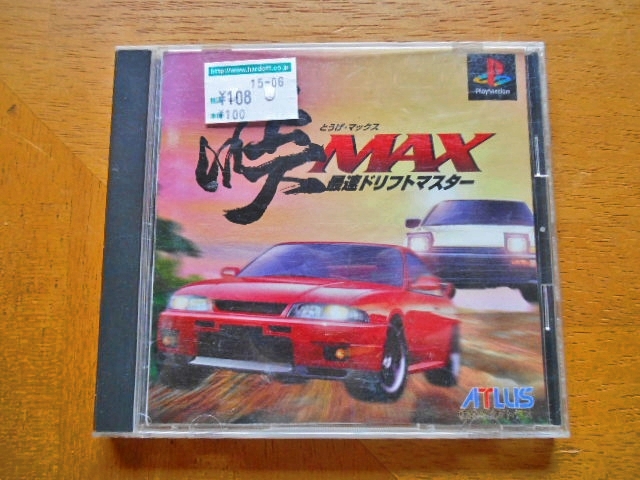 http://www.hardoff.co.jp
15-06
¥108
¥100
PlayStation
とうげ・マックス
峠MAX
最速ドリフトマスター
ATLUS